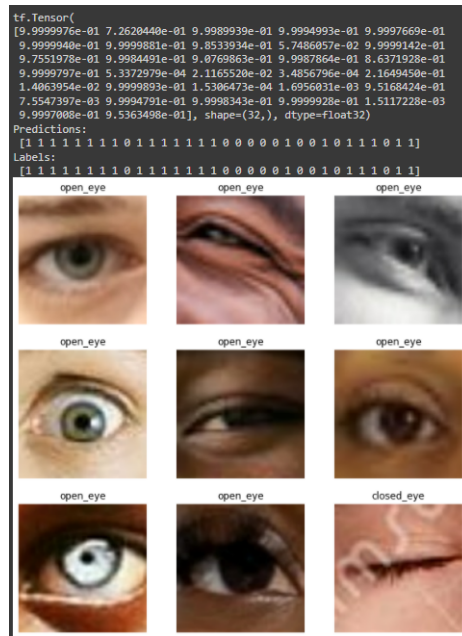 tf.Tensor(
[9.9999976e-01 7.2620440e-01 9.9989939e-01 9.9994993e-01 9.9997669e-01
9.9999940e-01 9.9999881e-01 9.8533934e-01 5.7486057e-02 9.9999142e-01
9.7551978e-01 9.9984491e-01 9.0769863e-01 9.9987864e-01 8.6371928e-01
9.9999797e-01 5.3372979e-04 2.1165520e-02 3.4856796e-04 2.1649450e-01
1.4063954e-02 9.9999893e-01 1.5306473e-04 1.6956031e-03 9.5168424e-01
7.5547397e-03 9.9994791e-01 9.9998343e-01 9.9999928e-01 1.5117228e-03
9.9997008e-01 9.5363498e-01], shape=(32,), dtype=float32)
Predictions:
[1 1 1 1 1 1 1 1 0 1 1 1 1 1 1 1 0 0 0 0 0 1 0 0 1 0 1 1 1 0 1 1]
Labels:
[1 1 1 1 1 1 1 1 0 1 1 1 1 1 1 1 0 0 0 0 0 1 0 0 1 0 1 1 1 0 1 1]
open_eye open_eye open_eye
open_eye open_eye open_eye
open_eye open_eye closed_eye